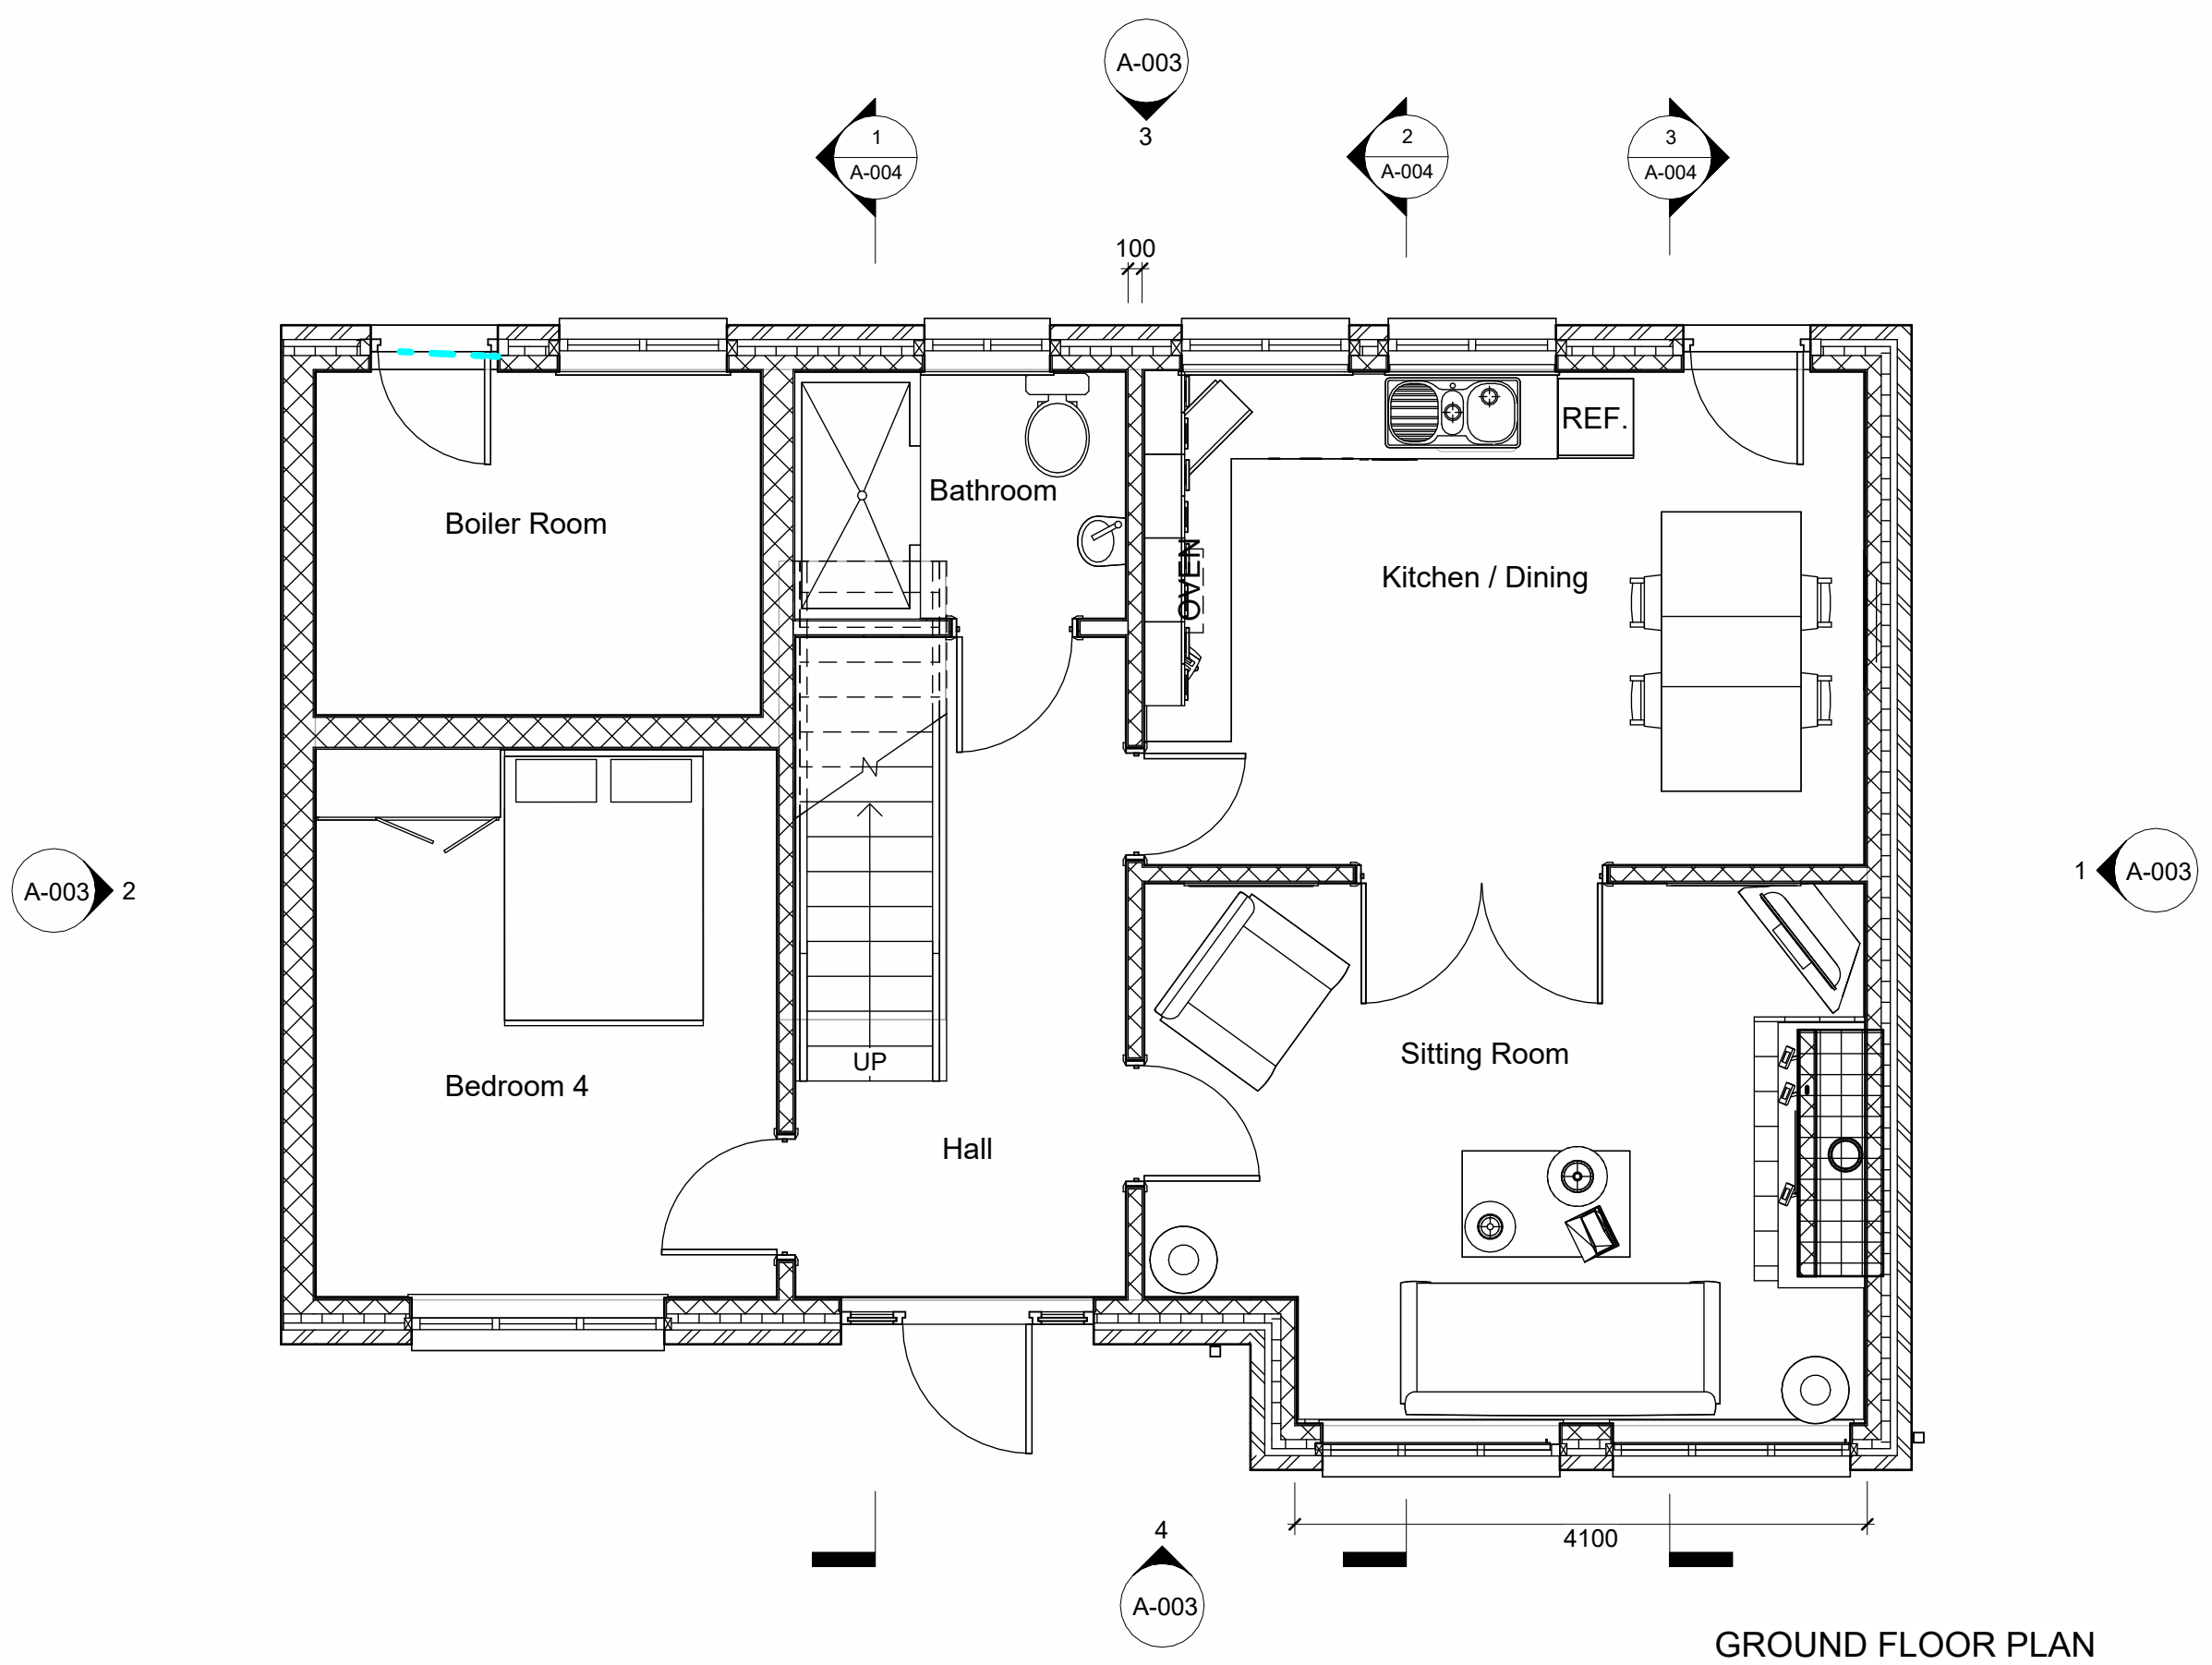 A-003
3
1
A-004
2
A-004
3
A-004
100
REF.
Bathroom
Boiler Room
OVEN
Kitchen / Dining
A-003
2
1
A-003
UP
Sitting Room
Bedroom 4
Hall
4100
4
A-003
GROUND FLOOR PLAN